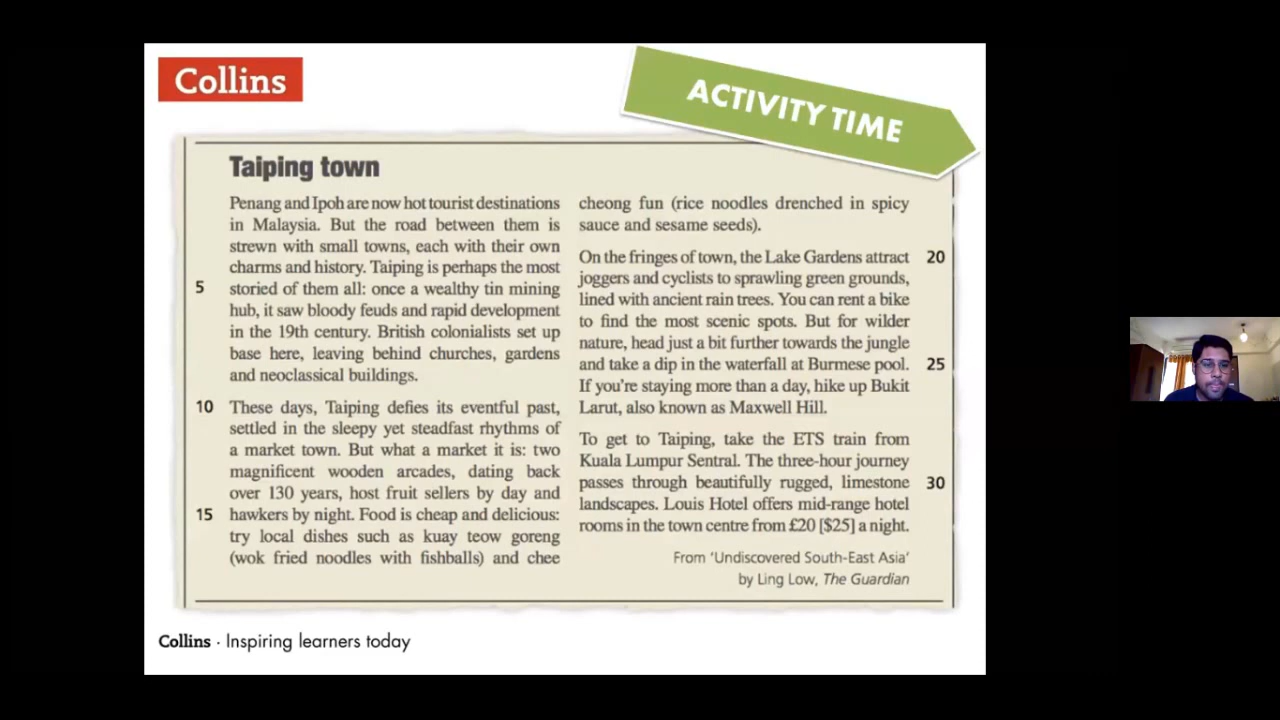 Collins
ACTIVITY TIME
Taiping town
Penang and Ipoh are now hot tourist destinations
in Malaysia. But the road between them is
strewn with small towns, each with their own
charms and history. Taiping is perhaps the most
5 storied of them all: once a wealthy tin mining
hub, it saw bloody feuds and rapid development
in the 19th century. British colonialists set up
base here, leaving behind churches, gardens
and neoclassical buildings.
10 These days, Taiping defies its eventful past,
settled in the sleepy yet steadfast rhythms of
a market town. But what a market it is: two
magnificent wooden arcades, dating back
over 130 years, host fruit sellers by day and
15 hawkers by night. Food is cheap and delicious:
try local dishes such as kuay teow goreng
(wok fried noodles with fishballs) and chee
cheong fun (rice noodles drenched in spicy
sauce and sesame seeds).
On the fringes of town, the Lake Gardens attract 20
joggers and cyclists to sprawling green grounds,
lined with ancient rain trees. You can rent a bike
to find the most scenic spots. But for wilder
nature, head just a bit further towards the jungle
and take a dip in the waterfall at Burmese pool. 25
If you're staying more than a day, hike up Bukit
Larut, also known as Maxwell Hill.
To get to Taiping, take the ETS train from
Kuala Lumpur Sentral. The three-hour journey
passes through beautifully rugged, limestone 30
landscapes. Louis Hotel offers mid-range hotel
rooms in the town centre from £20 [$25] a night.
From 'Undiscovered South-East Asia'
by Ling Low, The Guardian
Collins · Inspiring learners today